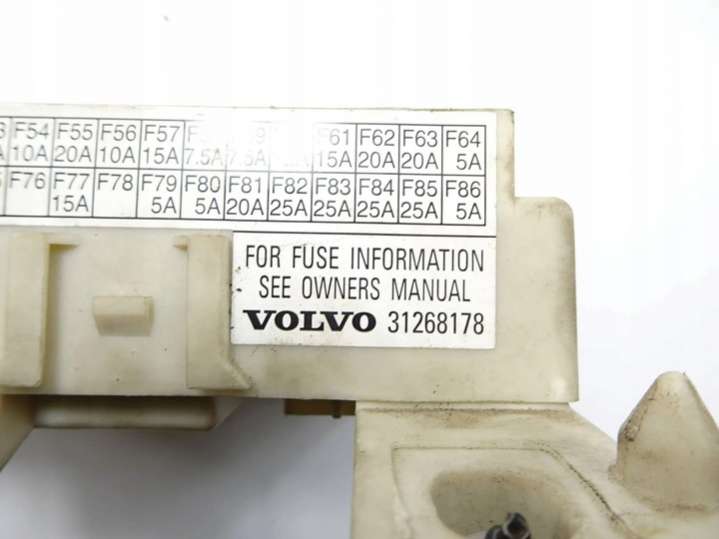 F54 F55 F56 F57 F61 F62 F63 F64
10A 20A 10A 15A 7.5A 15A 20A 20A 5A
F76 F77 F78 F79 F80 F81 F82 F83 F84 F85 F86
15A 5A 5A 20A 25A 25A 25A 25A 5A
FOR FUSE INFORMATION
SEE OWNERS MANUAL
VOLVO 31268178